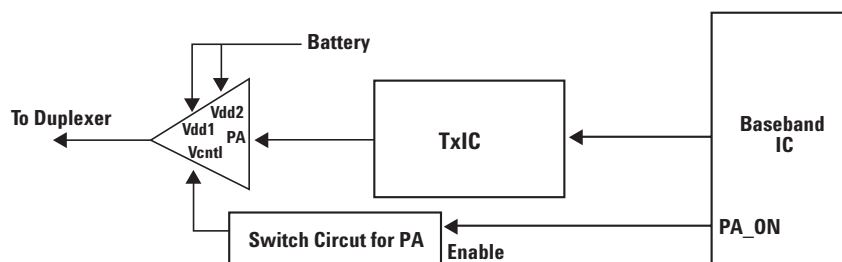 Battery
To Duplexer
Vdd2
Vdd1
PA
Vcntl
TxIC
Baseband
IC
Switch Circut for PA
Enable
PA_ON